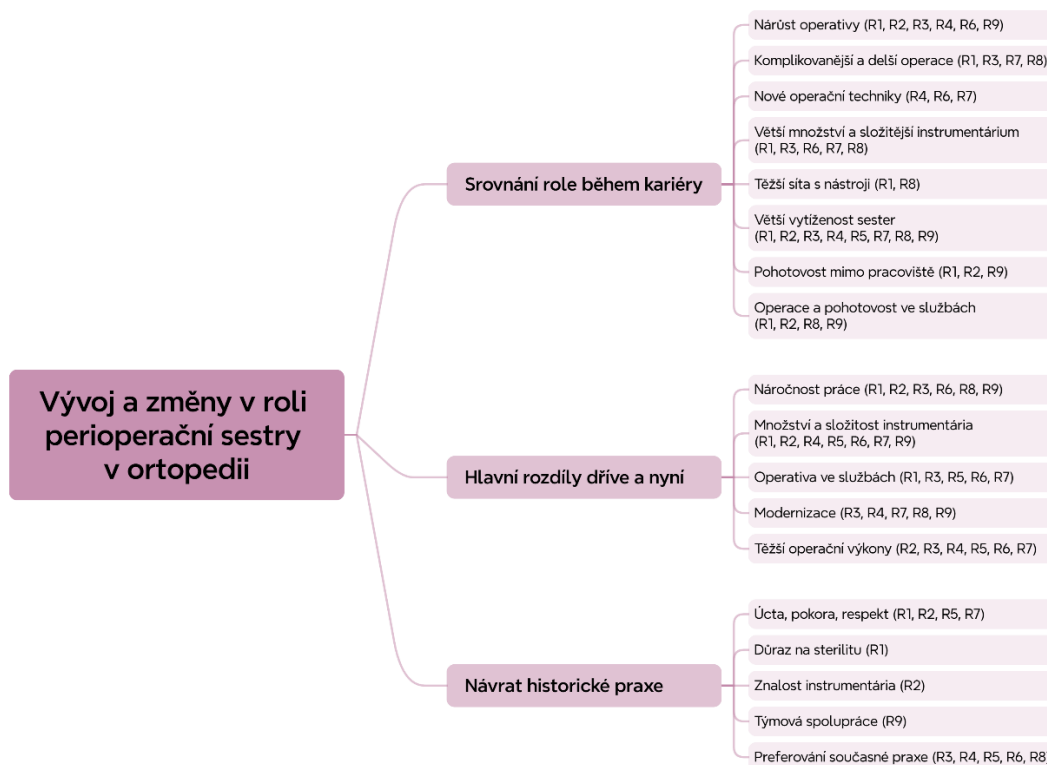 Vývoj a změny v roli
perioperační sestry
v ortopedii
Srovnání role během kariéry
Nárůst operativy (R1, R2, R3, R4, R6, R9)
Komplikovanější a delší operace (R1, R3, R7, R8)
Nové operační techniky (R4, R6, R7)
Větší množství a složitější instrumentárium
(R1, R3, R6, R7, R8)
Těžší síta s nástroji (R1, R8)
Větší vytíženost sester
(R1, R2, R3, R4, R5, R7, R8, R9)
Pohotovost mimo pracoviště (R1, R2, R9)
Operace a pohotovost ve službách
(R1, R2, R8, R9)
Hlavní rozdíly dříve a nyní
Náročnost práce (R1, R2, R3, R6, R8, R9)
Množství a složitost instrumentária
(R1, R2, R4, R5, R6, R7, R9)
Operativa ve službách (R1, R3, R5, R6, R7)
Modernizace (R3, R4, R7, R8, R9)
Těžší operační výkony (R2, R3, R4, R5, R6, R7)
Návrat historické praxe
Úcta, pokora, respekt (R1, R2, R5, R7)
Důraz na sterilitu (R1)
Znalost instrumentária (R2)
Týmová spolupráce (R9)
Preferování současné praxe (R3, R4, R5, R6, R8)